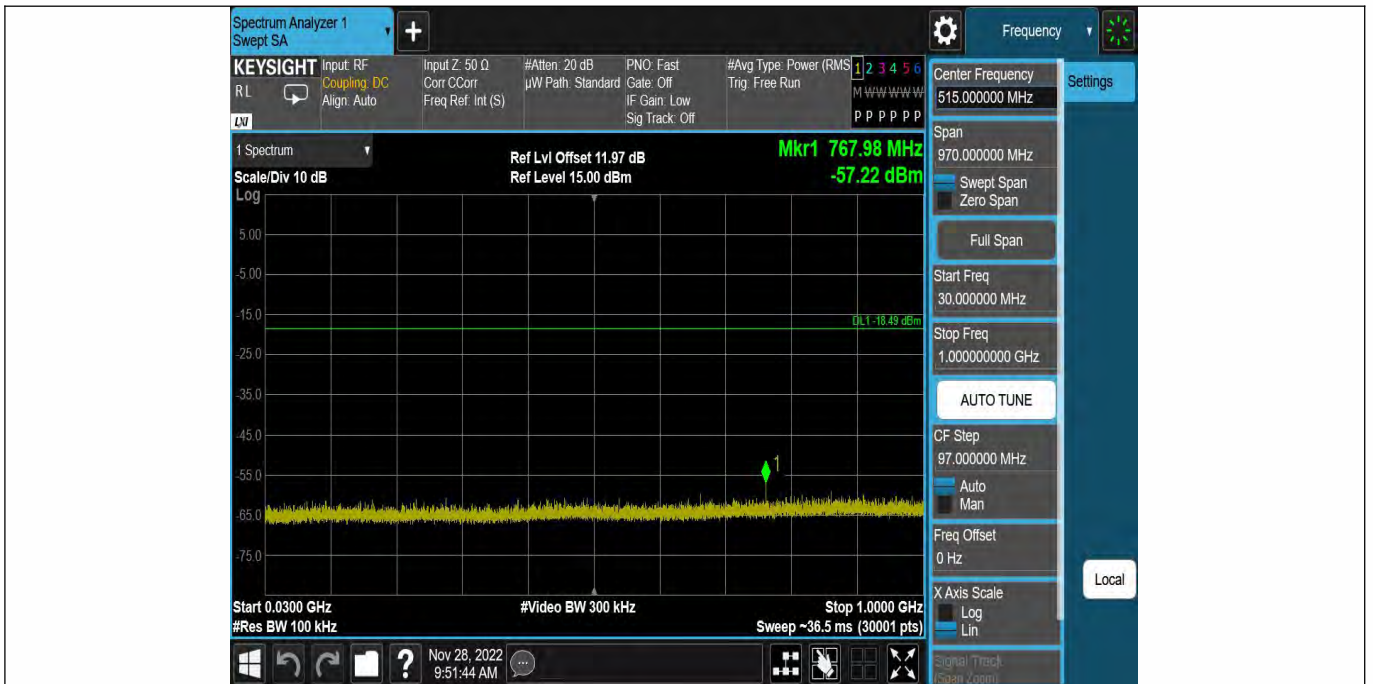 Spectrum Analyzer 1
Swept SA
+
Frequency
KEYSIGHT
RL
LXI
Input: RF
Coupling: DC
Align: Auto
Input Z: 50 Ω
Corr CCorr
Freq Ref: Int (S)
#Atten: 20 dB
µW Path: Standard
PNO: Fast
Gate: Off
IF Gain: Low
Sig Track: Off
#Avg Type: Power (RMS
Trig: Free Run
1 2 3 4 5 6
M W W W W W
P P P P P P
1 Spectrum
Scale/Div 10 dB
Log
Ref Lvl Offset 11.97 dB
Ref Level 15.00 dBm
Mkr1 767.98 MHz
-57.22 dBm
5.00
-5.00
-15.0
DL1 -18.49 dBm
-25.0
-35.0
-45.0
1
-55.0
-65.0
-75.0
Start 0.0300 GHz
#Res BW 100 kHz
#Video BW 300 kHz
Stop 1.0000 GHz
Sweep ~36.5 ms (30001 pts)
Center Frequency
515.000000 MHz
Settings
Span
970.000000 MHz
Swept Span
Zero Span
Full Span
Start Freq
30.000000 MHz
Stop Freq
1.000000000 GHz
AUTO TUNE
CF Step
97.000000 MHz
Auto
Man
Freq Offset
0 Hz
Local
X Axis Scale
Log
Lin
Signal Track
(Span Zoom)
?
Nov 28, 2022
9:51:44 AM